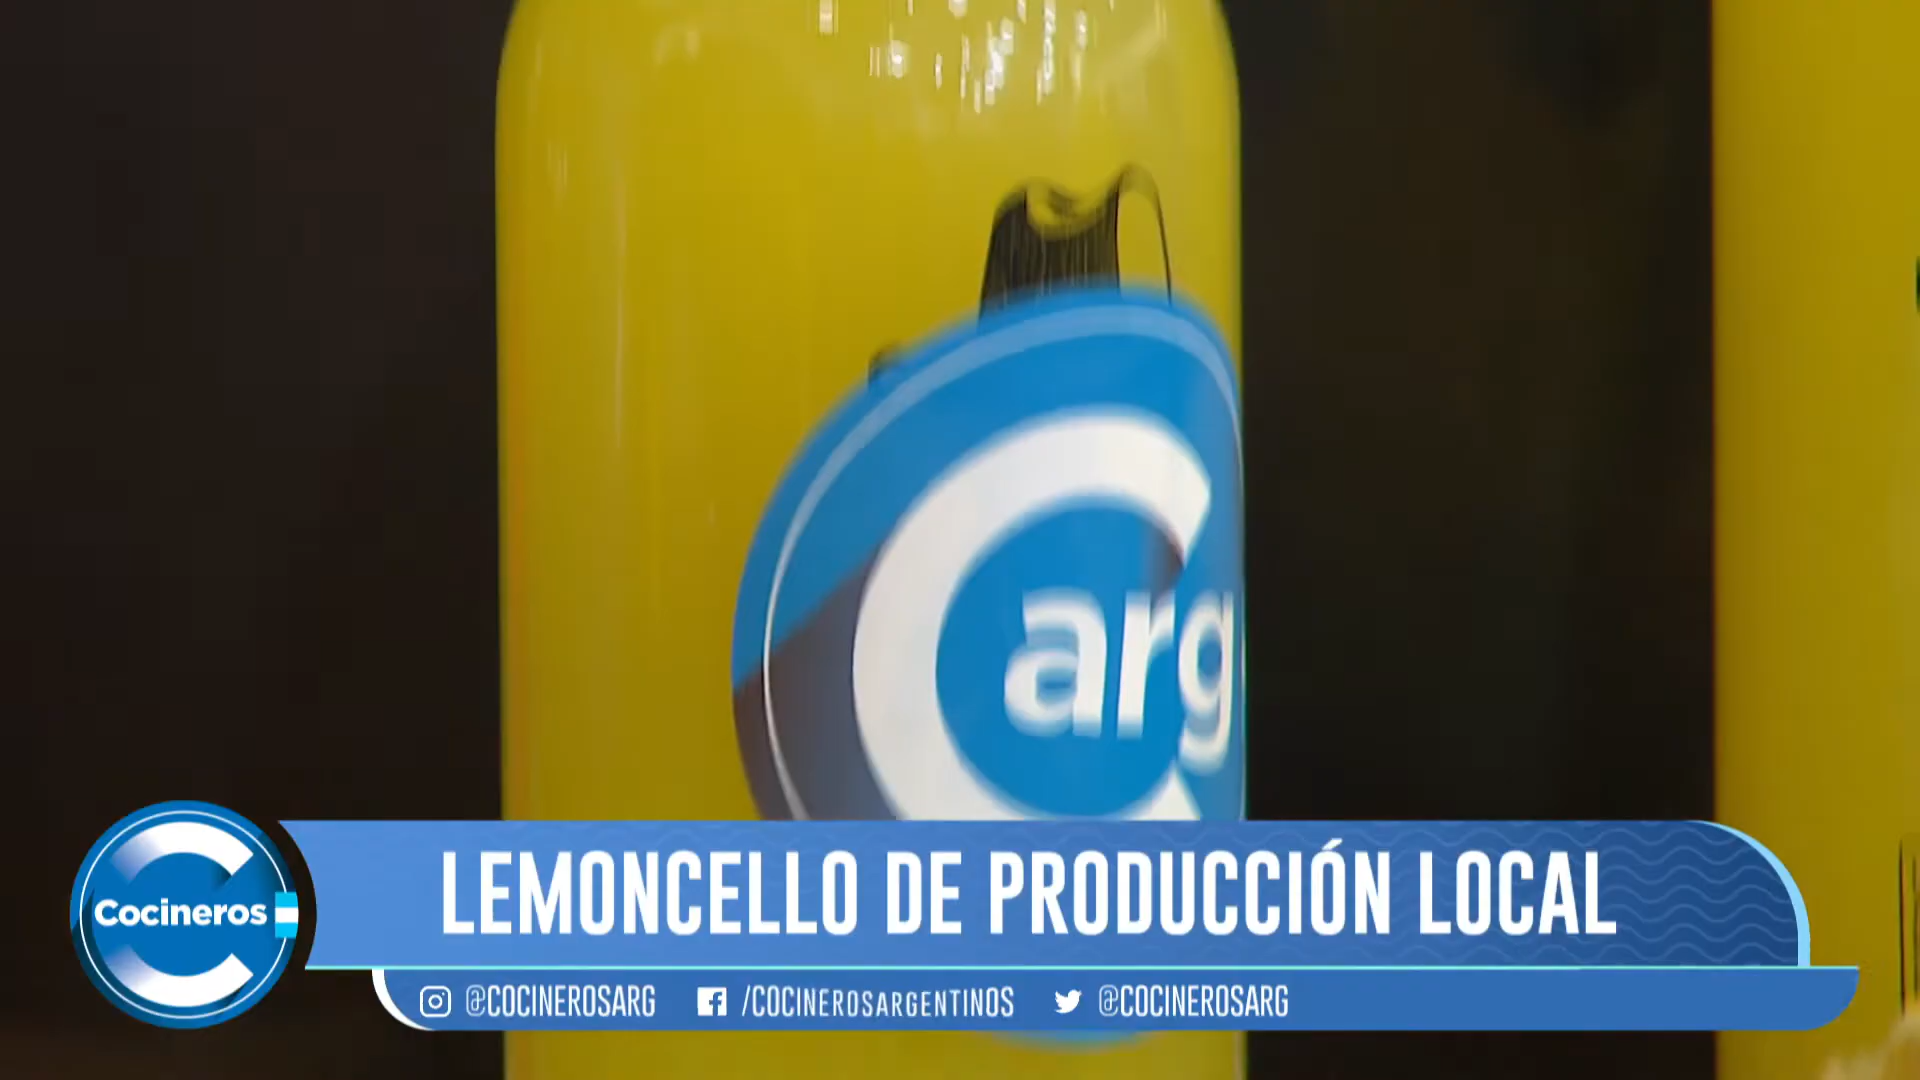 arg
Cocineros
LEMONCELLO DE PRODUCCIÓN LOCAL
@COCINEROSARG /COCINEROSARGENTINOS @COCINEROSARG